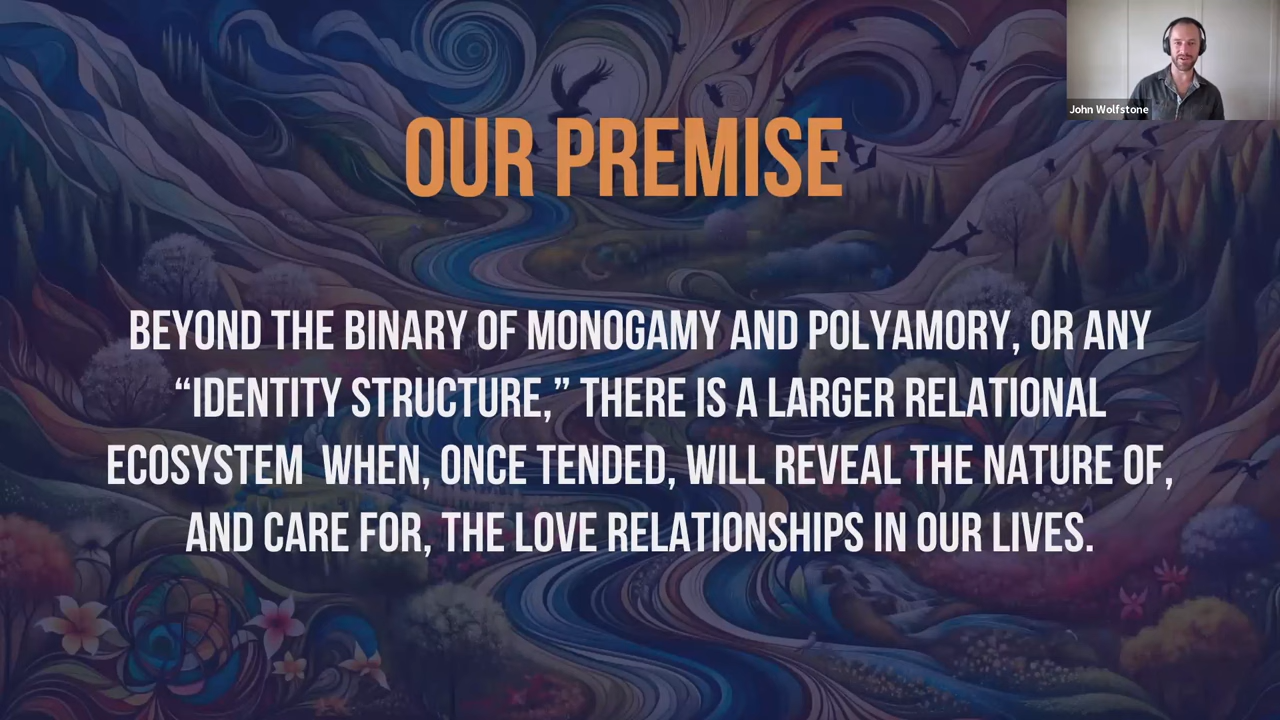 John Wolfstone
OUR PREMISE
BEYOND THE BINARY OF MONOGAMY AND POLYAMORY, OR ANY
“IDENTITY STRUCTURE,” THERE IS A LARGER RELATIONAL
ECOSYSTEM WHEN, ONCE TENDED, WILL REVEAL THE NATURE OF,
AND CARE FOR, THE LOVE RELATIONSHIPS IN OUR LIVES.